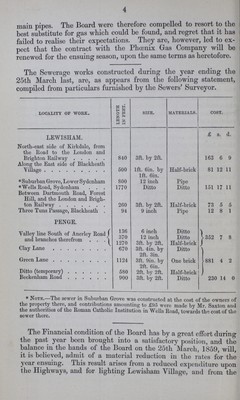 4
main pipes. The Board were therefore compelled to resort to the
best substitute for gas which could be found, and regret that it has
failed to realise their expectations. They are, however, led to ex-
pect that the contract with the Phœnix Gas Company will be
renewed for the ensuing season, upon the same terms as heretofore.
The Sewerage works constructed during the year ending the
25th March last, are, as appears from the following statement,
compiled from particulars furnished by the Sewers' Surveyor.
LOCALITY OF WORK. LENGTH IN FEET. SIZE. MATERIALS. COST.
LEWISHAM. £ s. d.
North-east side of Kirkdale, from
the Road to the London and
Brighton Railway 840 3ft. by 2ft. 163 6 9
Along the East side of Blackheath
Village 500 1ft. 6in. by Half-brick 81 12 11
1ft. 6in.
*Suburban Grove, Lower Sydenham 800 12 inch Pipe
*Wells Road, Sydenham 1770 Ditto Ditto 151 17 11
Between Dartmouth Road, Forest
Hill, and the London and Brigh-
ton Railway 260 3ft. by 2ft. Half-brick 73 5 5
Three Tuns Passage, Blackheath 94 9 inch Pipe 12 8 1
PENGE.
Valley line South of Anerley Road
and branches therefrom
136 6 inch Ditto
570 12 inch Ditto 552 7 8
1270 3ft. by 2ft. Half-brick
Clay Lane 670 3ft. 4in. by Ditto
2ft. 3in.
Green Lane 1124 3ft. 9in. by One brick 881 4 2
2ft. 6in.
Ditto (temporary) 588 3ft. by 2ft. Half-brick
Beckenham Road 900 3ft. by 2ft. Ditto 230 14 0
* NOTE.—The sewer in Suburban Grove was constructed at the cost of the owners of
the property there, and contributions amounting to £93 were made by Mr. Saxton and
the authorities of the Roman Catholic Institution in Wells Road, towards the cost of the
sewer there.
The Financial condition of the Board has by a great effort during
the past year been brought into a satisfactory position, and the
balance in the hands of the Board on the 25th March, 1859, will,
it is believed, admit of a material reduction in the rates for the
year ensuing. This result arises from a reduced expenditure upon
the Highways, and for lighting Lewisham Village, and from the